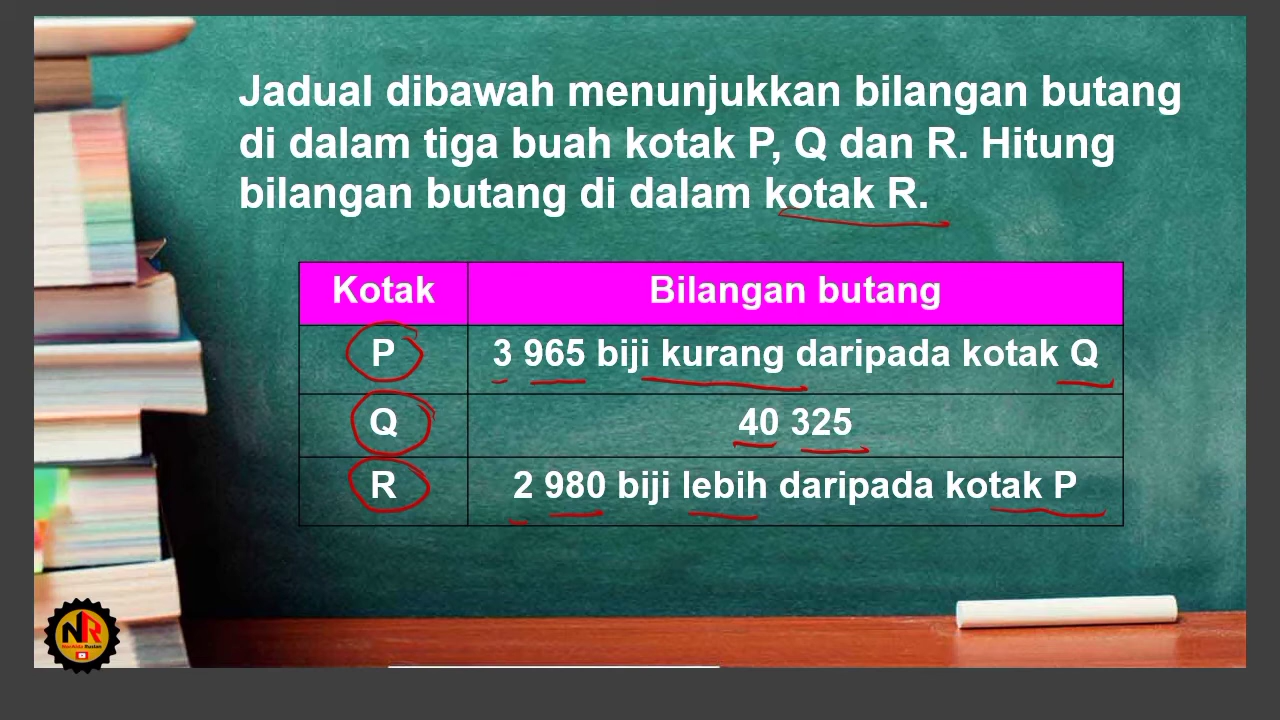 Jadual dibawah menunjukkan bilangan butang
di dalam tiga buah kotak P, Q dan R. Hitung
bilangan butang di dalam kotak R.
Kotak Bilangan butang
P 3 965 biji kurang daripada kotak Q
Q 40 325
R 2 980 biji lebih daripada kotak P
NR